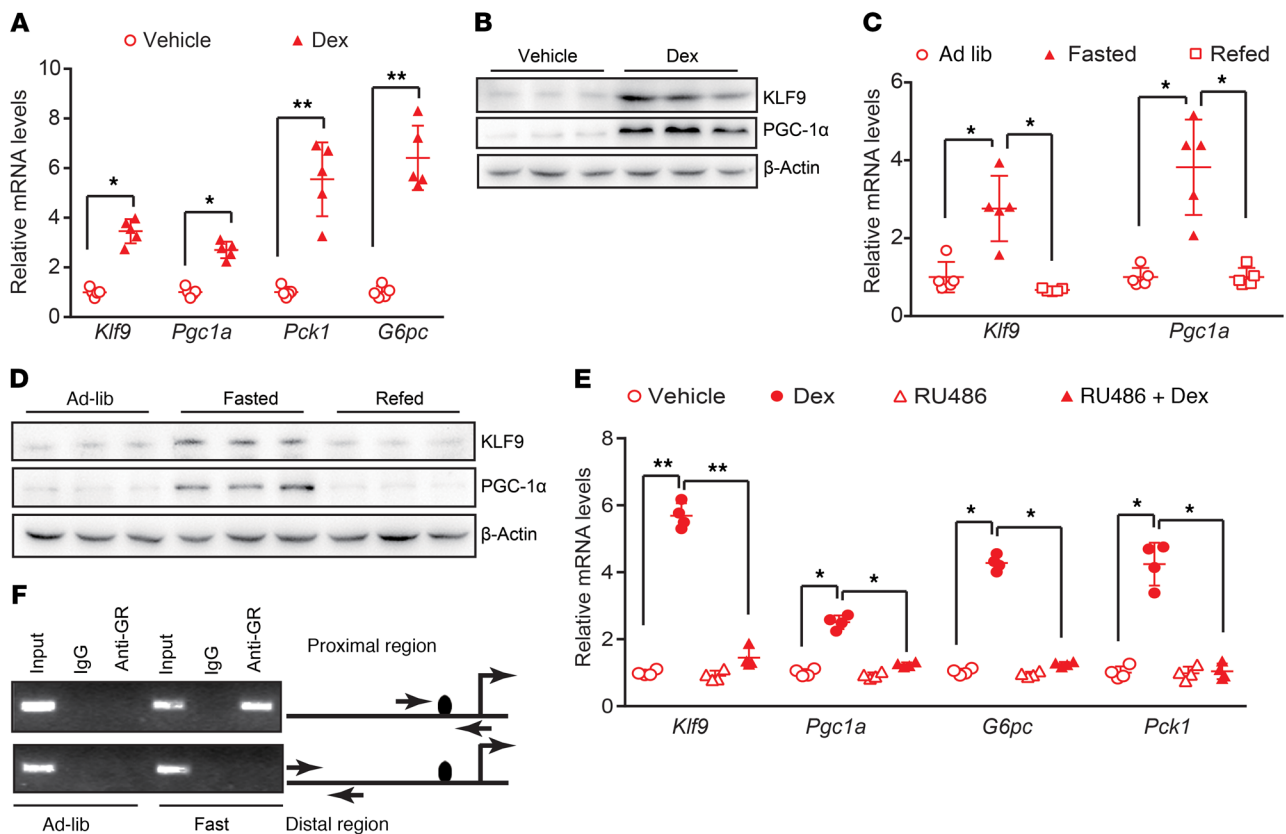 A
Vehicle Dex
Relative mRNA levels
10
8
6
4
2
0
* * ** **
Klf9 Pgc1a Pck1 G6pc
B
Vehicle Dex
KLF9
PGC-1α
β-Actin
C
Ad lib Fasted Refed
Relative mRNA levels
6
4
2
0
* * * *
Klf9 Pgc1a
D
Ad-lib Fasted Refed
KLF9
PGC-1α
β-Actin
E
Vehicle Dex RU486 RU486 + Dex
Relative mRNA levels
8
6
4
2
0
** ** * * * * * *
Klf9 Pgc1a G6pc Pck1
F
Input IgG Anti-GR Input IgG Anti-GR
Proximal region
Ad-lib Fast Distal region